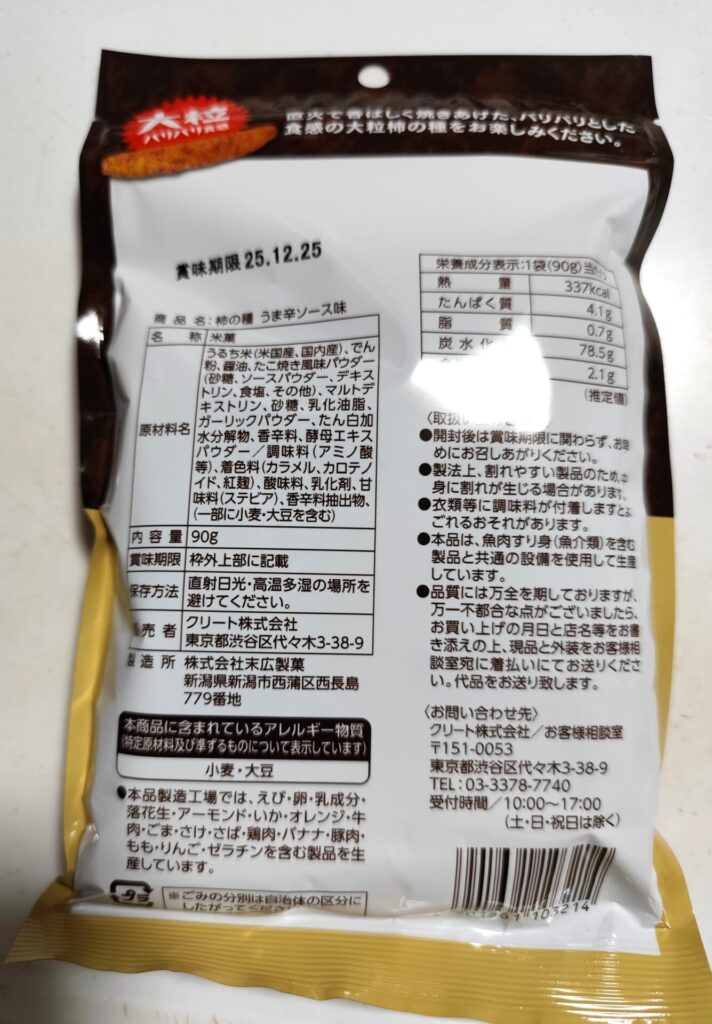 大粒
パリパリ食感
直火で香ばしく焼きあげた、パリパリとした
食感の大粒柿の種をお楽しみください。
賞味期限 25.12.25
商品名:柿の種 うま辛ソース味
名称 米菓
原材料名
うるち米(米国産、国内産)、でん
粉、醤油、たこ焼き風味パウダー
(砂糖、ソースパウダー、デキス
トリン、食塩、その他)、マルトデ
キストリン、砂糖、乳化油脂、
ガーリックパウダー、たん白加
水分解物、香辛料、酵母エキス
パウダー/調味料(アミノ酸
等)、着色料(カラメル、カロテノ
イド、紅麹)、酸味料、乳化剤、甘
味料(ステビア)、香辛料抽出物、
(一部に小麦・大豆を含む)
内容量 90g
賞味期限 枠外上部に記載
保存方法 直射日光・高温多湿の場所を
避けてください。
売者 クリート株式会社
東京都渋谷区代々木3-38-9
製造所 株式会社末広製菓
新潟県新潟市西蒲区西長島
779番地
本商品に含まれているアレルギー物質
(特定原材料及び準ずるものについて表示しています)
小麦・大豆
●本品製造工場では、えび・卵・乳成分・
落花生・アーモンド・いか・オレンジ・牛
肉・ごま・さけ・さば・鶏肉・バナナ・豚肉・
もも・りんご・ゼラチンを含む製品を生
産しています。
プラ
※ごみの分別は自治体の区分に
したがってくださ
栄養成分表示:1袋(90g)当たり
熱量 337kcal
たんぱく質 4.1g
脂質 0.7g
炭水化 78.5g
2.1g
(推定値)
〈取扱い
●開封後は賞味期限に関わらず、お早
めにお召しあがりください。
●製法上、割れやすい製品のため、中
身に割れが生じる場合があります。
●衣類等に調味料が付着しますとよ
ごれるおそれがあります。
●本品は、魚肉すり身(魚介類)を含む
製品と共通の設備を使用して生産
しています。
●品質には万全を期しておりますが、
万一不都合な点がございましたら、
お買い上げの月日と店名等をお書
き添えの上、現品と外装をお客様相
談室宛に着払いにてお送りくださ
い。代品をお送り致します。
〈お問い合わせ先〉
クリート株式会社/お客様相談室
〒151-0053
東京都渋谷区代々木3-38-9
TEL:03-3378-7740
受付時間/10:00〜17:00
(土・日・祝日は除く)
103214